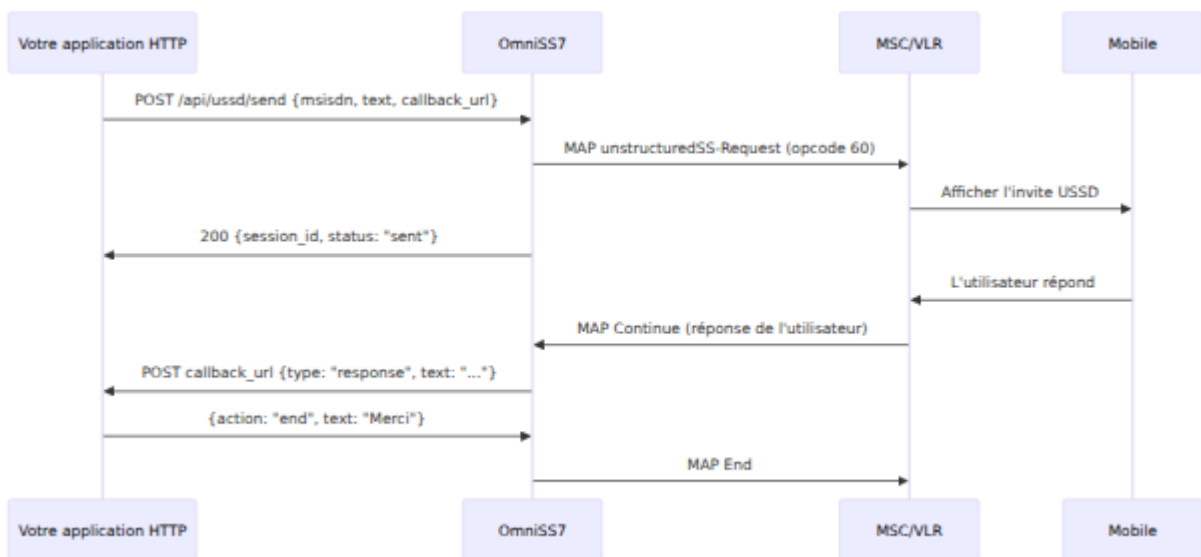 Votre application HTTP
OmniSS7
MSC/VLR
Mobile
POST /api/ussd/send {msisdn, text, callback_url}
MAP unstructuredSS-Request (opcode 60)
Afficher l'invite USSD
200 {session_id, status: "sent"}
L'utilisateur répond
MAP Continue (réponse de l'utilisateur)
POST callback_url {type: "response", text: "..."}
{action: "end", text: "Merci"}
MAP End
Votre application HTTP
OmniSS7
MSC/VLR
Mobile